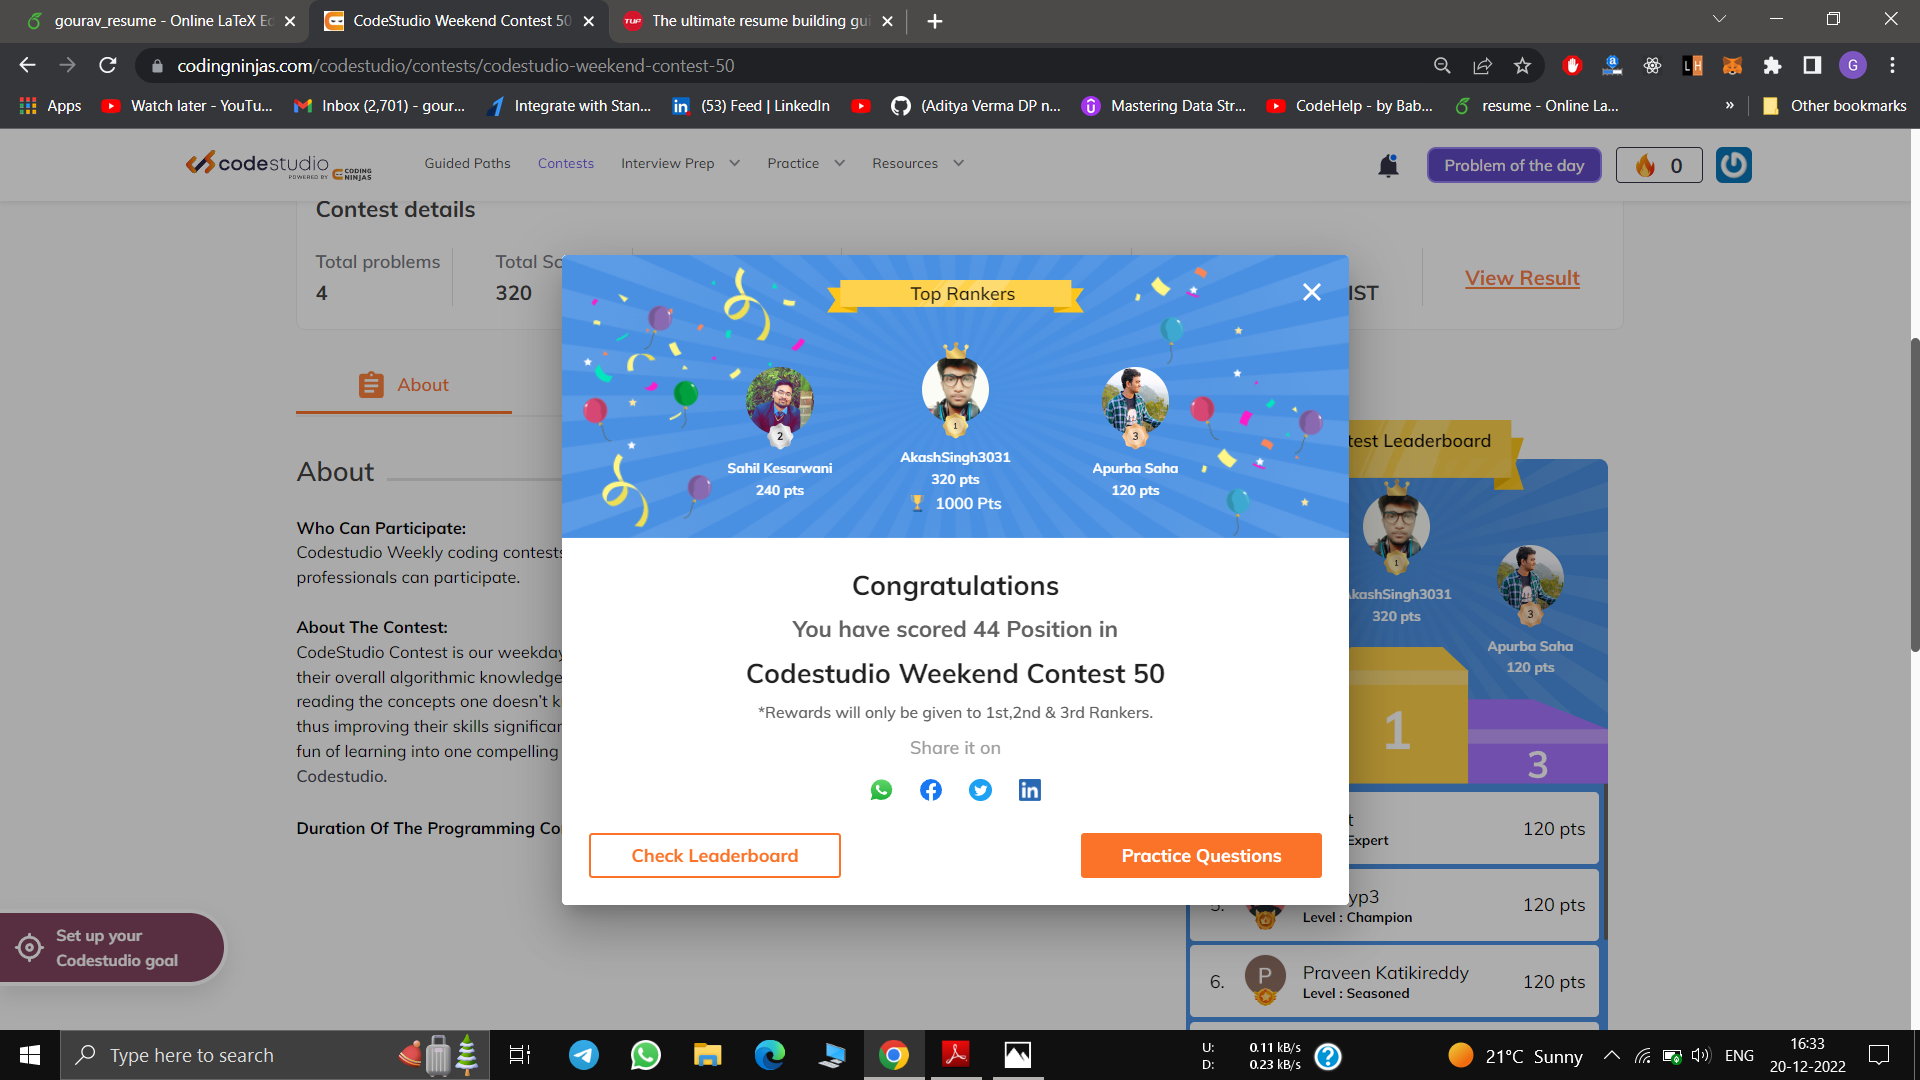 gourav_resume - Online LaTeX Ed
CodeStudio Weekend Contest 50
The ultimate resume building gui
codingninjas.com/codestudio/contests/codestudio-weekend-contest-50
G
Apps
Watch later - YouTu...
Inbox (2,701) - gour...
Integrate with Stan...
(53) Feed | LinkedIn
(Aditya Verma DP n...
Mastering Data Str...
CodeHelp - by Bab...
resume - Online La...
»
Other bookmarks
codestudio
POWERED BY CODING NINJAS
Guided Paths
Contests
Interview Prep
Practice
Resources
Problem of the day
0
Contest details
Total problems
4
Total Sc
320
IST
View Result
About
About
Who Can Participate:
Codestudio Weekly coding contests
professionals can participate.
About The Contest:
CodeStudio Contest is our weekday
their overall algorithmic knowledge
reading the concepts one doesn't k
thus improving their skills significan
fun of learning into one compelling
Codestudio.
Duration Of The Programming Co
Set up your
Codestudio goal
Top Rankers
2
Sahil Kesarwani
240 pts
1
AkashSingh3031
320 pts
1000 Pts
3
Apurba Saha
120 pts
Congratulations
You have scored 44 Position in
Codestudio Weekend Contest 50
*Rewards will only be given to 1st,2nd & 3rd Rankers.
Share it on
Check Leaderboard
Practice Questions
test Leaderboard
1
kashSingh3031
320 pts
3
Apurba Saha
120 pts
1
3
t
Expert
120 pts
5.
yp3
Level : Champion
120 pts
6.
P
Praveen Katikireddy
Level : Seasoned
120 pts
Type here to search
U: 0.11 kB/s
D: 0.23 kB/s
21°C Sunny
ENG
16:33
20-12-2022